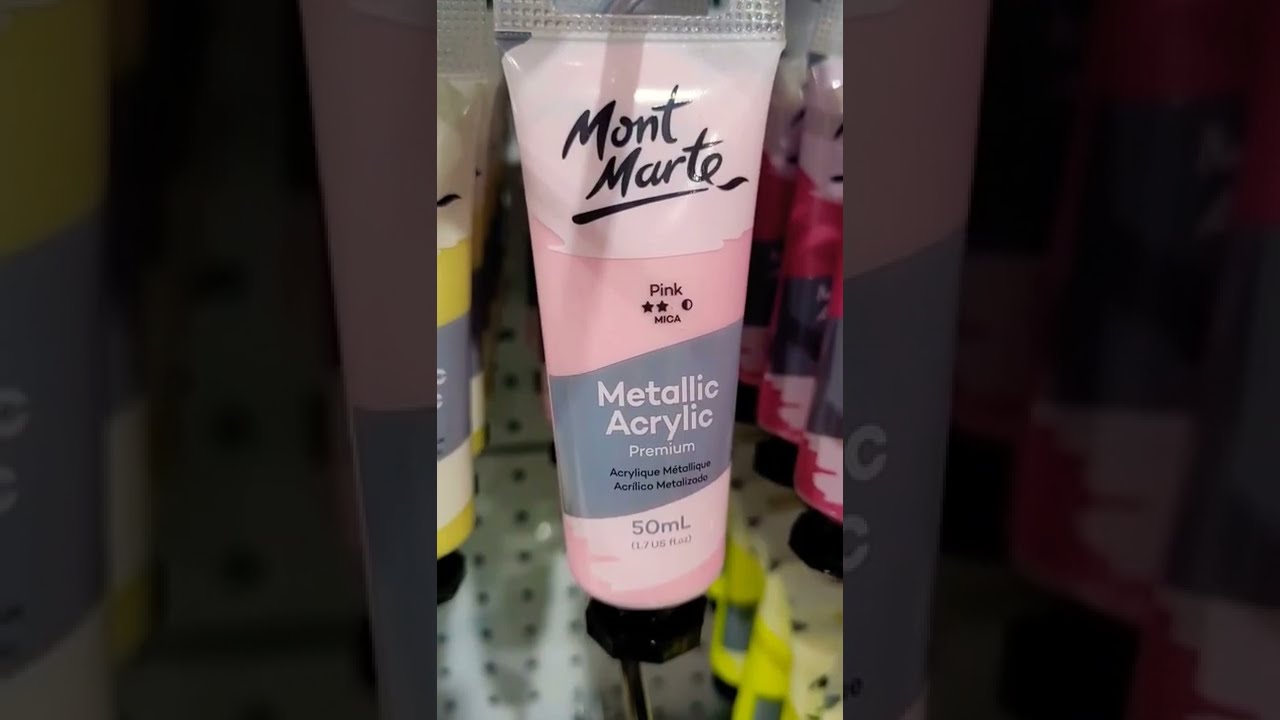 Mont
Marte
Pink
MICA
Metallic
Acrylic
Premium
Acrylique Métallique
Acrílico Metalizado
50mL
(1.7 US fl.oz)